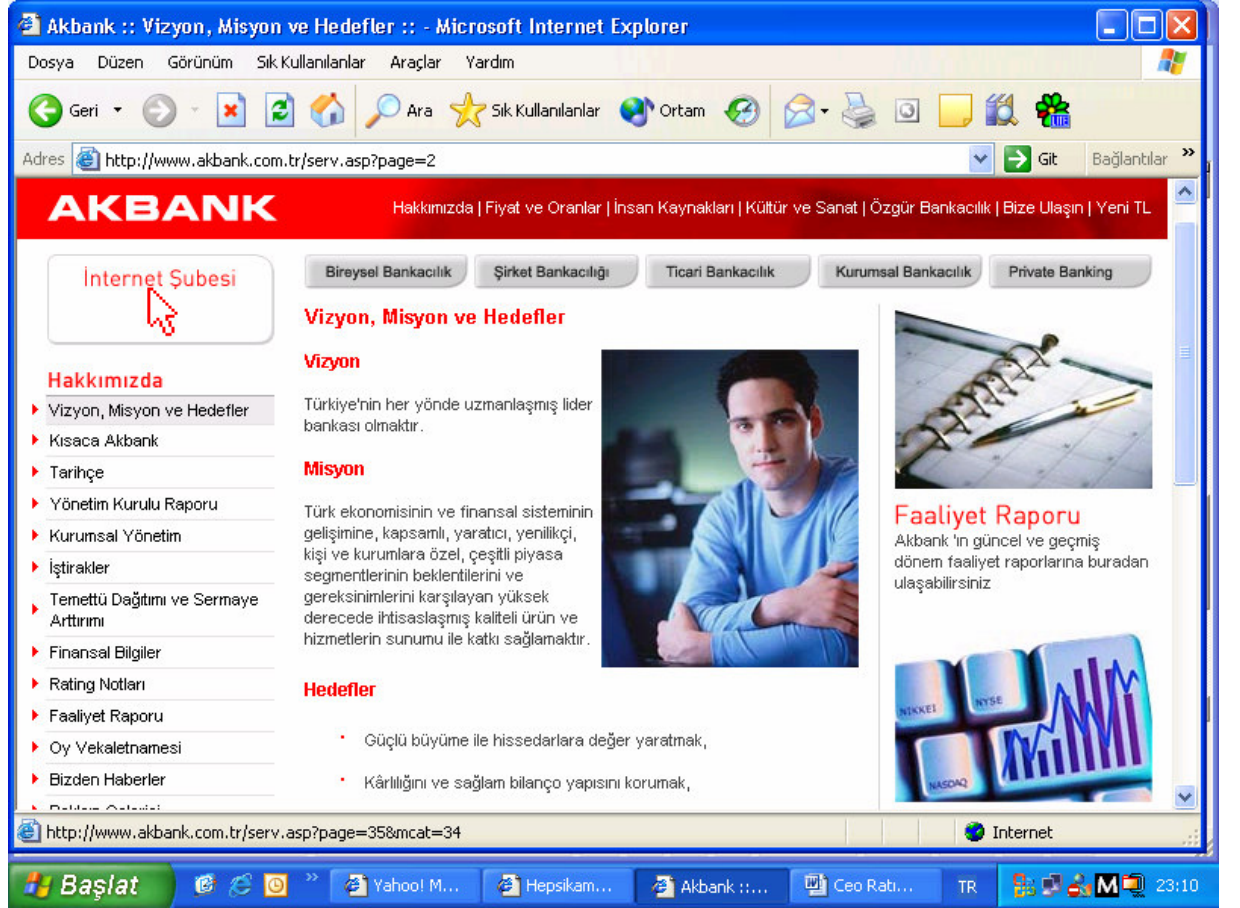 Akbank :: Vizyon, Misyon ve Hedefler :: - Microsoft Internet Explorer
Dosya Düzen Görünüm Sık Kullanılanlar Araçlar Yardım
Geri Ara Sık Kullanılanlar Ortam
Adres http://www.akbank.com.tr/serv.asp?page=2 Git Bağlantılar »
AKBANK Hakkımızda | Fiyat ve Oranlar | İnsan Kaynakları | Kültür ve Sanat | Özgür Bankacılık | Bize Ulaşın | Yeni TL
İnternet Şubesi
Bireysel Bankacılık Şirket Bankacılığı Ticari Bankacılık Kurumsal Bankacılık Private Banking
Hakkımızda
Vizyon, Misyon ve Hedefler
Kısaca Akbank
Tarihçe
Yönetim Kurulu Raporu
Kurumsal Yönetim
İştirakler
Temettü Dağıtımı ve Sermaye
Arttırımı
Finansal Bilgiler
Rating Notları
Faaliyet Raporu
Oy Vekaletnamesi
Bizden Haberler
Vizyon, Misyon ve Hedefler
Vizyon
Türkiye'nin her yönde uzmanlaşmış lider
bankası olmaktır.
Misyon
Türk ekonomisinin ve finansal sisteminin
gelişimine, kapsamlı, yaratıcı, yenilikçi,
kişi ve kurumlara özel, çeşitli piyasa
segmentlerinin beklentilerini ve
gereksinimlerini karşılayan yüksek
derecede ihtisaslaşmış kaliteli ürün ve
hizmetlerin sunumu ile katkı sağlamaktır.
Hedefler
Güçlü büyüme ile hissedarlara değer yaratmak,
Kârlılığını ve sağlam bilanço yapısını korumak,
Faaliyet Raporu
Akbank 'ın güncel ve geçmiş
dönem faaliyet raporlarına buradan
ulaşabilirsiniz
NIKKEI NYSE
NASDAQ
http://www.akbank.com.tr/serv.asp?page=35&mcat=34 Internet
Başlat » Yahoo! M... Hepsikam... Akbank ::... Ceo Ratı... TR M 23:10